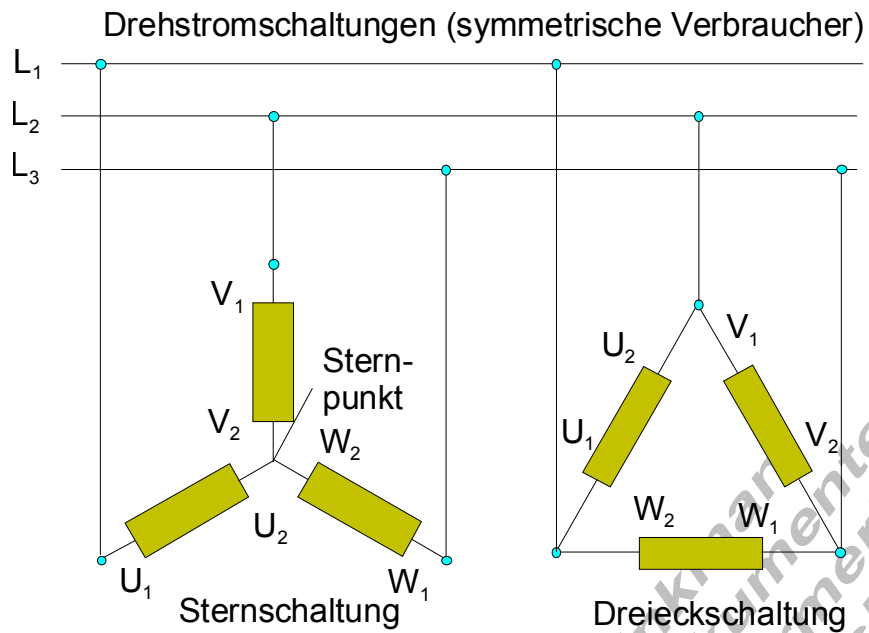 Drehstromschaltungen (symmetrische Verbraucher)
L₁
L₂
L₃
V₁
Stern-
punkt
V₂
W₂
U₂
U₁
W₁
Sternschaltung
V₁
U₂
U₁
V₂
W₂
W₁
Dreieckschaltung